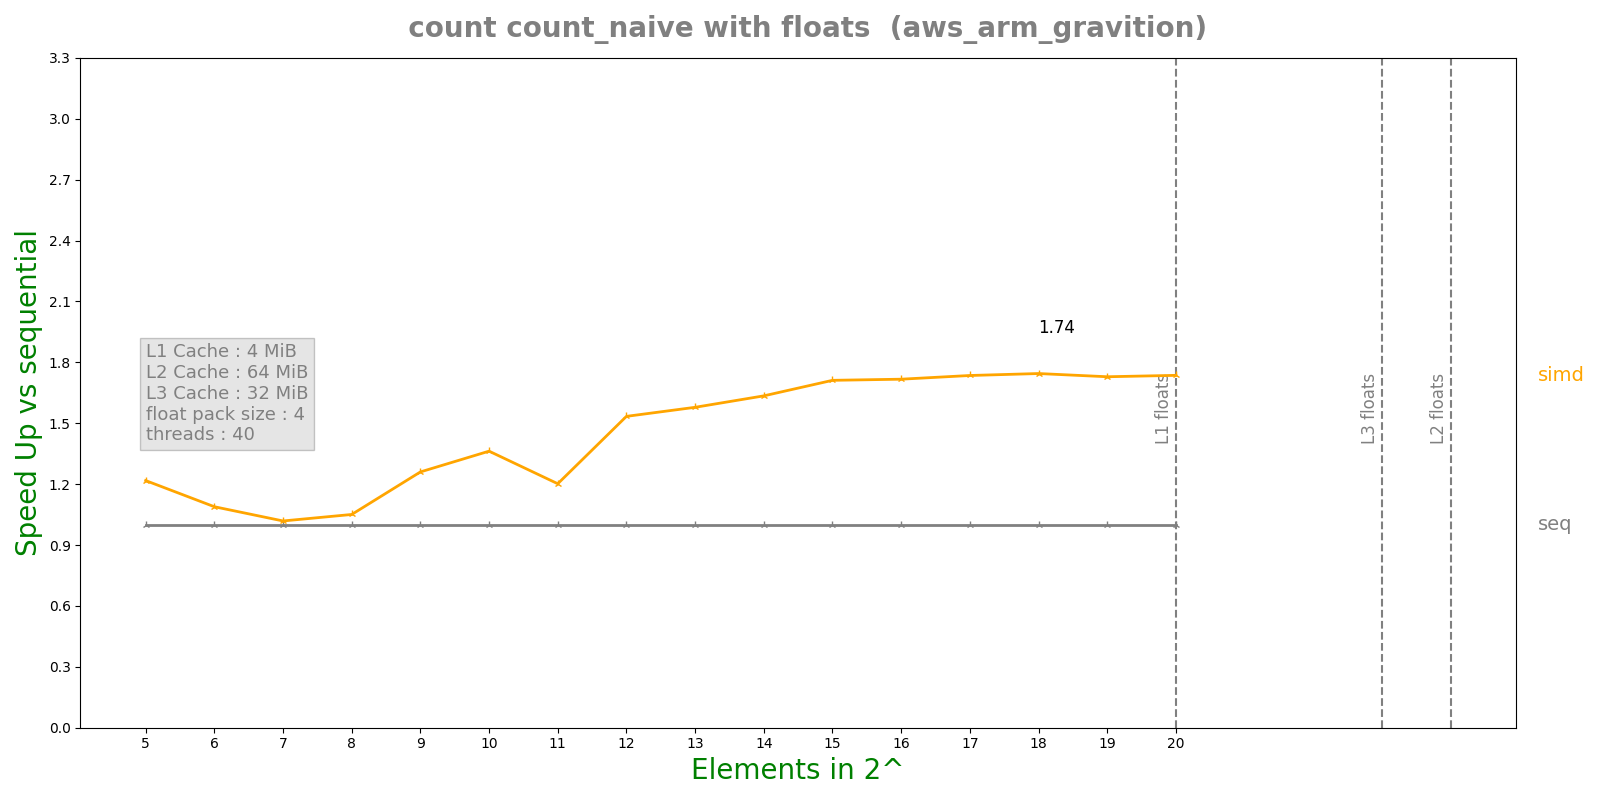 count count_naive with floats  (aws_arm_gravition)
3.3
3.0
2.7
2.4
2.1
1.8
1.5
1.2
0.9
0.6
0.3
0.0
Speed Up vs sequential
L1 Cache : 4 MiB
L2 Cache : 64 MiB
L3 Cache : 32 MiB
float pack size : 4
threads : 40
1.74
L1 floats
L3 floats
L2 floats
simd
seq
5 6 7 8 9 10 11 12 13 14 15 16 17 18 19 20
Elements in 2^